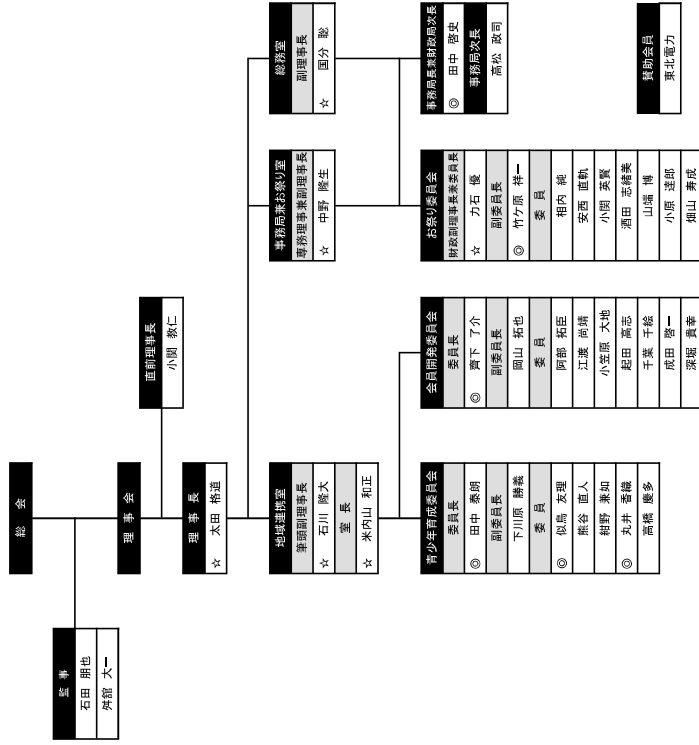 総　会
監　事
石田 朋也
舛舘 大一
理 事 会
直前理事長
小関 教仁
理 事 長
☆ 太田 格道
地域連携室
筆頭副理事長
☆ 石川 隆大
室 長
☆ 米内山 和正
事務局兼お祭り室
専務理事兼副理事長
☆ 中野 隆生
総務室
副理事長
☆ 国分 聡
青少年育成委員会
委員長
◎ 田中 泰朗
副委員長
下川原 勝義
委 員
◎ 似鳥 友理
熊谷 直人
紺野 兼如
◎ 丸井 香織
高橋 慶多
会員開発委員会
委員長
◎ 齊下 了介
副委員長
岡山 拓也
委 員
阿部 拓臣
江渡 尚靖
小笠原 大地
起田 高志
千葉 千絵
成田 啓一
深堀 貴幸
お祭り委員会
財政副理事長兼委員長
☆ 力石 優
副委員長
◎ 竹ケ原 祥一
委 員
相内 純
安西 直軌
小関 英賢
酒田 志緒美
山端 博
小原 達郎
畑山 寿成
事務局長兼財政局次長
◎ 田中 啓史
事務局次長
高松 政司
賛助会員
東北電力